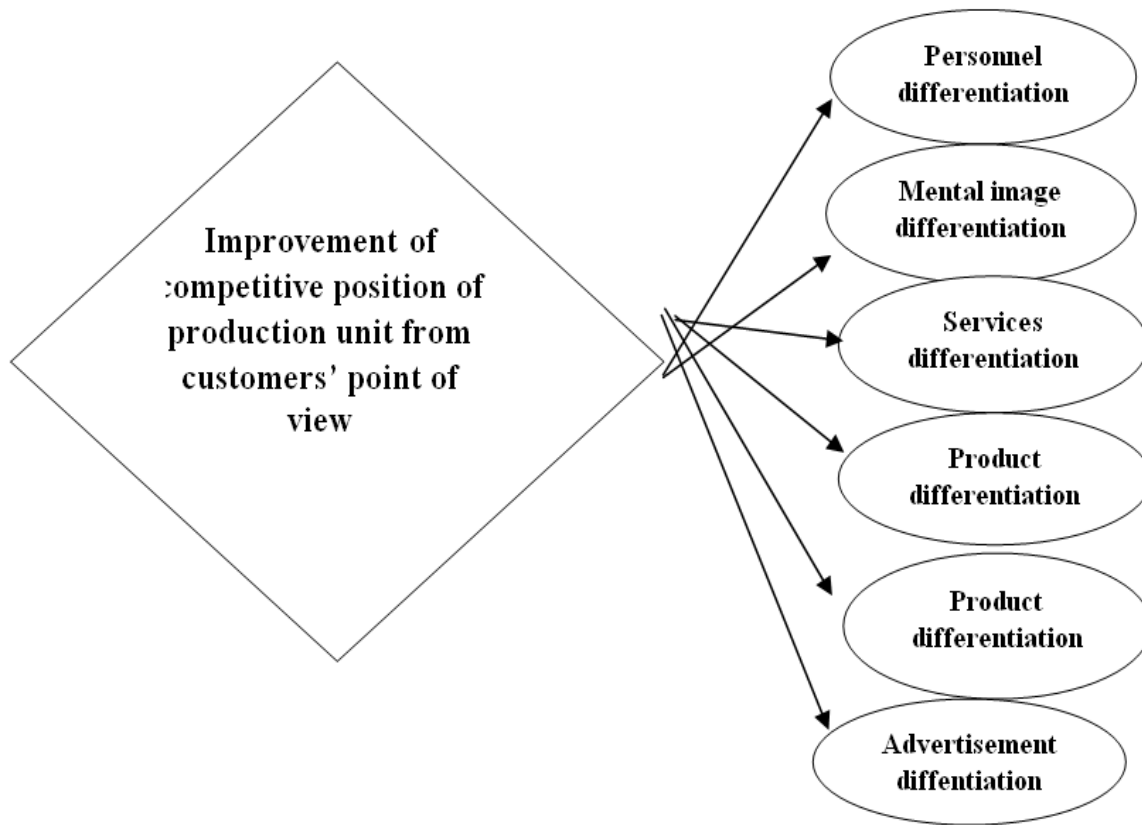 Personnel
differentiation
Mental image
differentiation
Improvement of
competitive position of
production unit from
customers’ point of
view
Services
differentiation
Product
differentiation
Product
differentiation
Advertisement
diffentiation